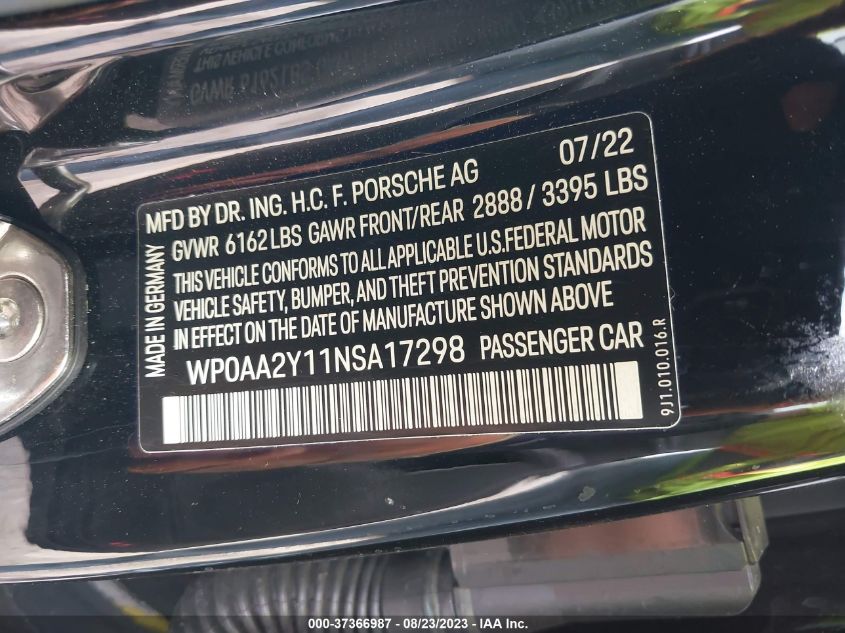 MFD BY DR. ING. H.C. F. PORSCHE AG 07/22
GVWR 6162 LBS GAWR FRONT/REAR 2888 / 3395 LBS
THIS VEHICLE CONFORMS TO ALL APPLICABLE U.S.FEDERAL MOTOR
VEHICLE SAFETY, BUMPER, AND THEFT PREVENTION STANDARDS
IN EFFECT ON THE DATE OF MANUFACTURE SHOWN ABOVE
WP0AA2Y11NSA17298 PASSENGER CAR
MADE IN GERMANY
9J1.010.016.R
000-37366987 - 08/23/2023 - IAAI.COM